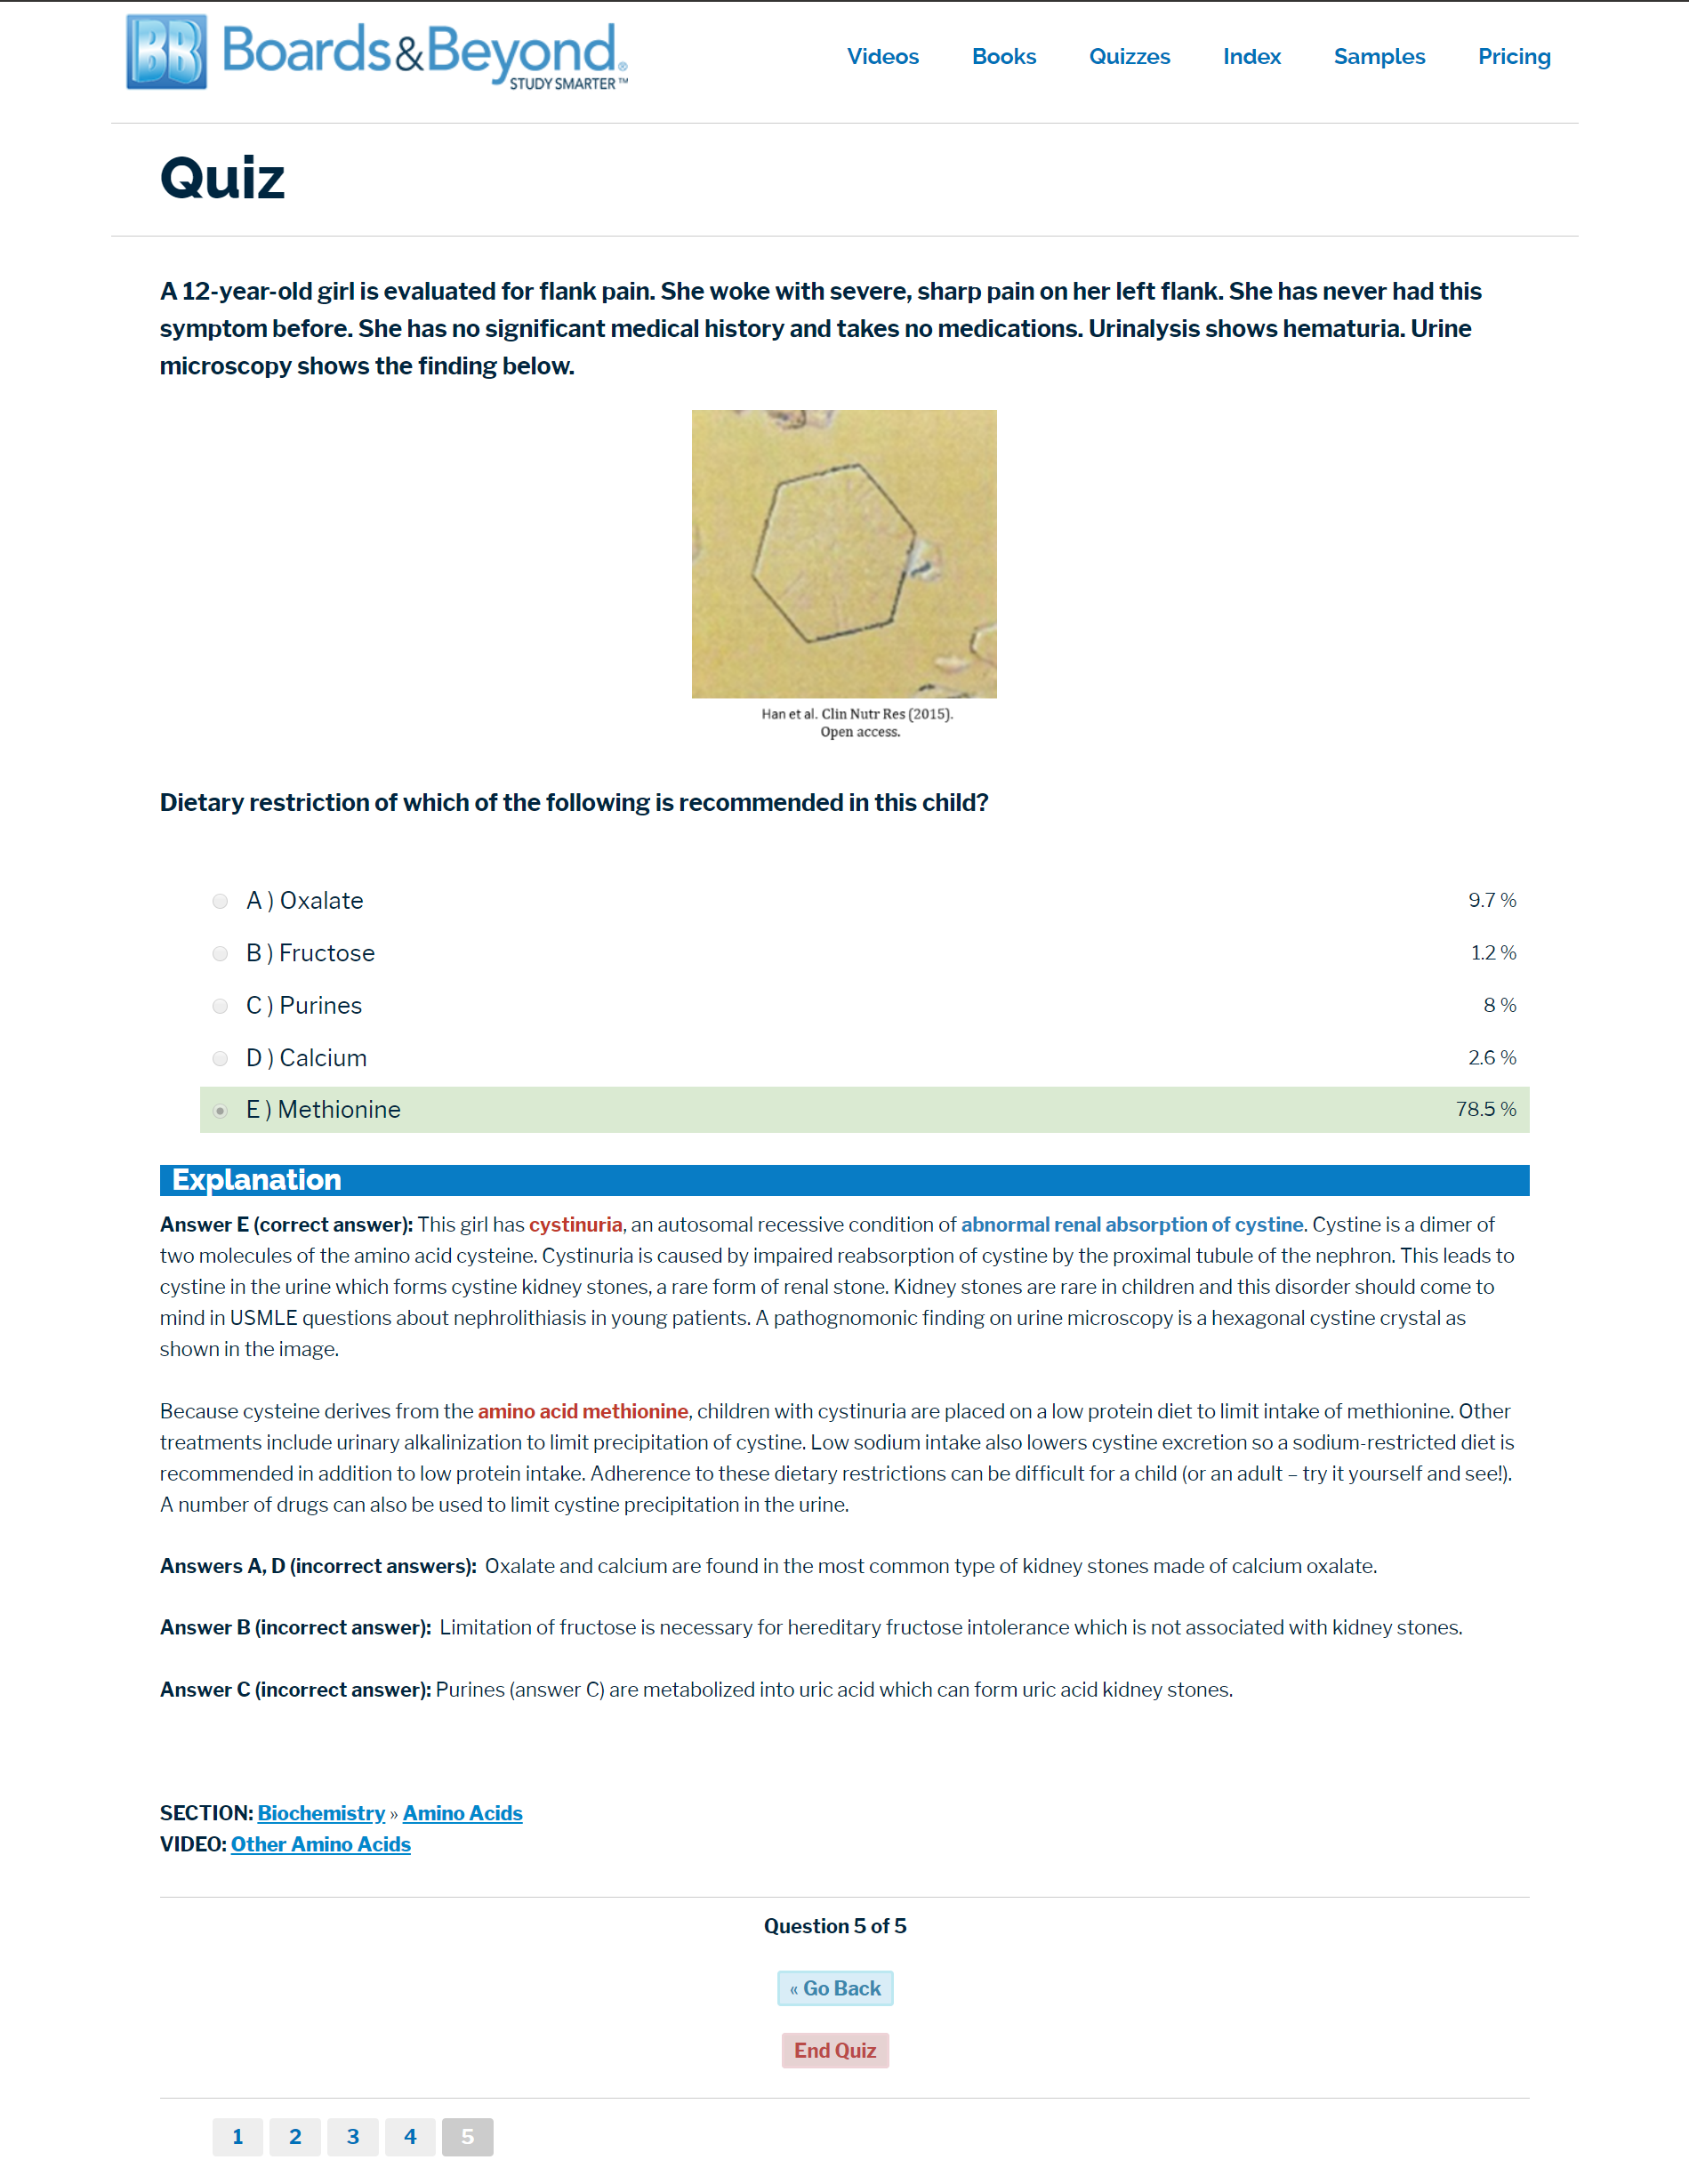 BB Boards&Beyond®
STUDY SMARTER™
Videos Books Quizzes Index Samples Pricing
Quiz
A 12-year-old girl is evaluated for flank pain. She woke with severe, sharp pain on her left flank. She has never had this
symptom before. She has no significant medical history and takes no medications. Urinalysis shows hematuria. Urine
microscopy shows the finding below.
Han et al. Clin Nutr Res (2015).
Open access.
Dietary restriction of which of the following is recommended in this child?
A ) Oxalate 9.7 %
B ) Fructose 1.2 %
C ) Purines 8 %
D ) Calcium 2.6 %
E ) Methionine 78.5 %
Explanation
Answer E (correct answer): This girl has cystinuria, an autosomal recessive condition of abnormal renal absorption of cystine. Cystine is a dimer of
two molecules of the amino acid cysteine. Cystinuria is caused by impaired reabsorption of cystine by the proximal tubule of the nephron. This leads to
cystine in the urine which forms cystine kidney stones, a rare form of renal stone. Kidney stones are rare in children and this disorder should come to
mind in USMLE questions about nephrolithiasis in young patients. A pathognomonic finding on urine microscopy is a hexagonal cystine crystal as
shown in the image.
Because cysteine derives from the amino acid methionine, children with cystinuria are placed on a low protein diet to limit intake of methionine. Other
treatments include urinary alkalinization to limit precipitation of cystine. Low sodium intake also lowers cystine excretion so a sodium-restricted diet is
recommended in addition to low protein intake. Adherence to these dietary restrictions can be difficult for a child (or an adult – try it yourself and see!).
A number of drugs can also be used to limit cystine precipitation in the urine.
Answers A, D (incorrect answers): Oxalate and calcium are found in the most common type of kidney stones made of calcium oxalate.
Answer B (incorrect answer): Limitation of fructose is necessary for hereditary fructose intolerance which is not associated with kidney stones.
Answer C (incorrect answer): Purines (answer C) are metabolized into uric acid which can form uric acid kidney stones.
SECTION: Biochemistry » Amino Acids
VIDEO: Other Amino Acids
Question 5 of 5
« Go Back
End Quiz
1 2 3 4 5